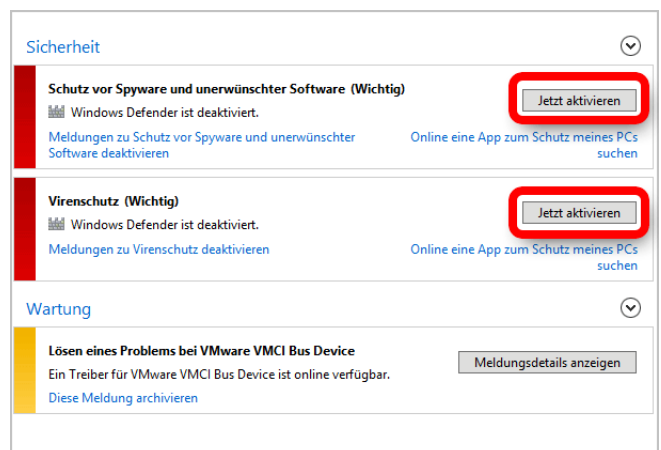 Sicherheit
Schutz vor Spyware und unerwünschter Software (Wichtig)
Jetzt aktivieren
Windows Defender ist deaktiviert.
Meldungen zu Schutz vor Spyware und unerwünschter
Software deaktivieren
Online eine App zum Schutz meines PCs
suchen
Virenschutz (Wichtig)
Jetzt aktivieren
Windows Defender ist deaktiviert.
Meldungen zu Virenschutz deaktivieren
Online eine App zum Schutz meines PCs
suchen
Wartung
Lösen eines Problems bei VMware VMCI Bus Device
Meldungsdetails anzeigen
Ein Treiber für VMware VMCI Bus Device ist online verfügbar.
Diese Meldung archivieren